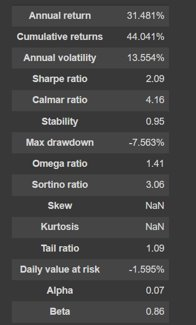 Annual return 31.481%
Cumulative returns 44.041%
Annual volatility 13.554%
Sharpe ratio 2.09
Calmar ratio 4.16
Stability 0.95
Max drawdown -7.563%
Omega ratio 1.41
Sortino ratio 3.06
Skew NaN
Kurtosis NaN
Tail ratio 1.09
Daily value at risk -1.595%
Alpha 0.07
Beta 0.86